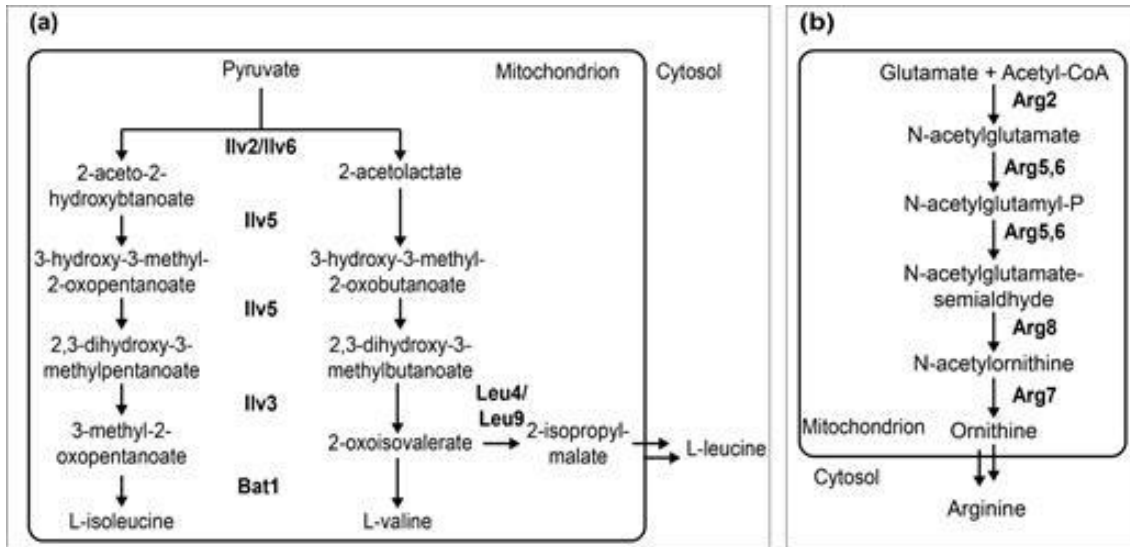 (a)
Pyruvate
Mitochondrion
Cytosol
Ilv2/Ilv6
2-aceto-2-
hydroxybtanoate
2-acetolactate
Ilv5
3-hydroxy-3-methyl-
2-oxopentanoate
3-hydroxy-3-methyl-
2-oxobutanoate
Ilv5
2,3-dihydroxy-3-
methylpentanoate
2,3-dihydroxy-3-
methylbutanoate
Ilv3
Leu4/
Leu9
3-methyl-2-
oxopentanoate
2-oxoisovalerate
2-isopropyl-
malate
L-leucine
Bat1
L-isoleucine
L-valine
(b)
Glutamate + Acetyl-CoA
Arg2
N-acetylglutamate
Arg5,6
N-acetylglutamyl-P
Arg5,6
N-acetylglutamate-
semialdhyde
Arg8
N-acetylornithine
Arg7
Mitochondrion
Ornithine
Cytosol
Arginine